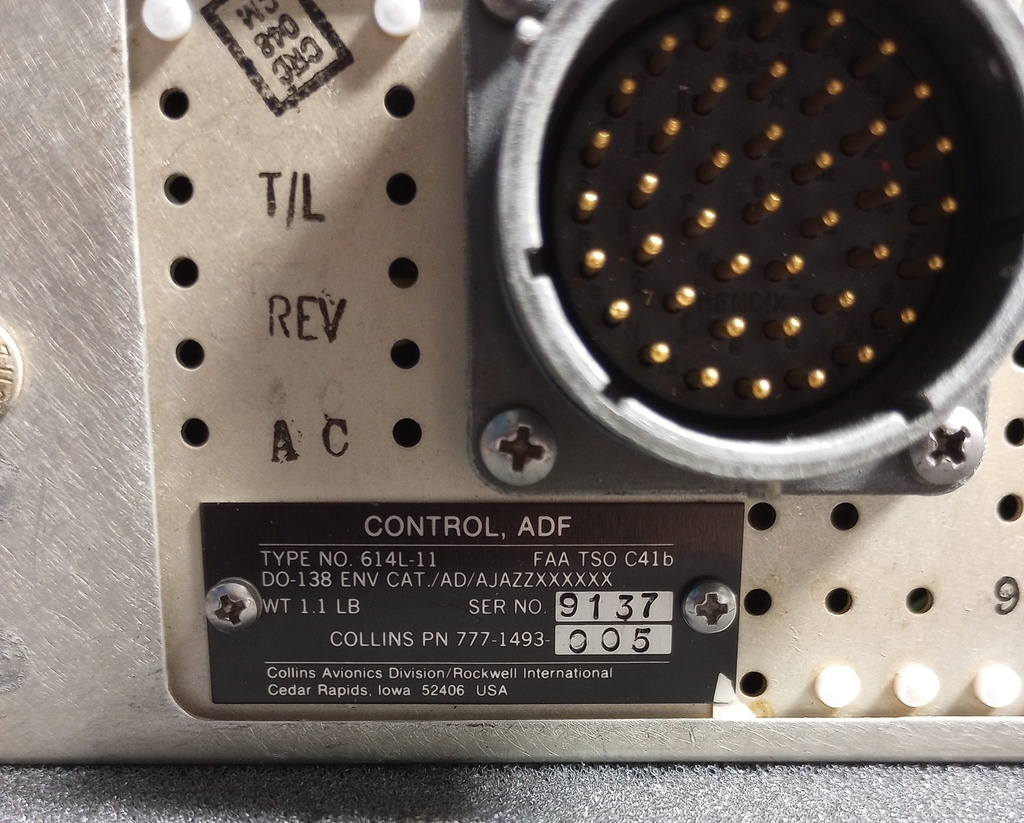 CRC
048
CM
T/L
REV
A C
BENDIX
CONTROL, ADF
TYPE NO. 614L-11 FAA TSO C41b
DO-138 ENV CAT./AD/AJAZZXXXXXX
WT 1.1 LB SER NO. 9137
COLLINS PN 777-1493-005
Collins Avionics Division/Rockwell International
Cedar Rapids, Iowa 52406 USA
9